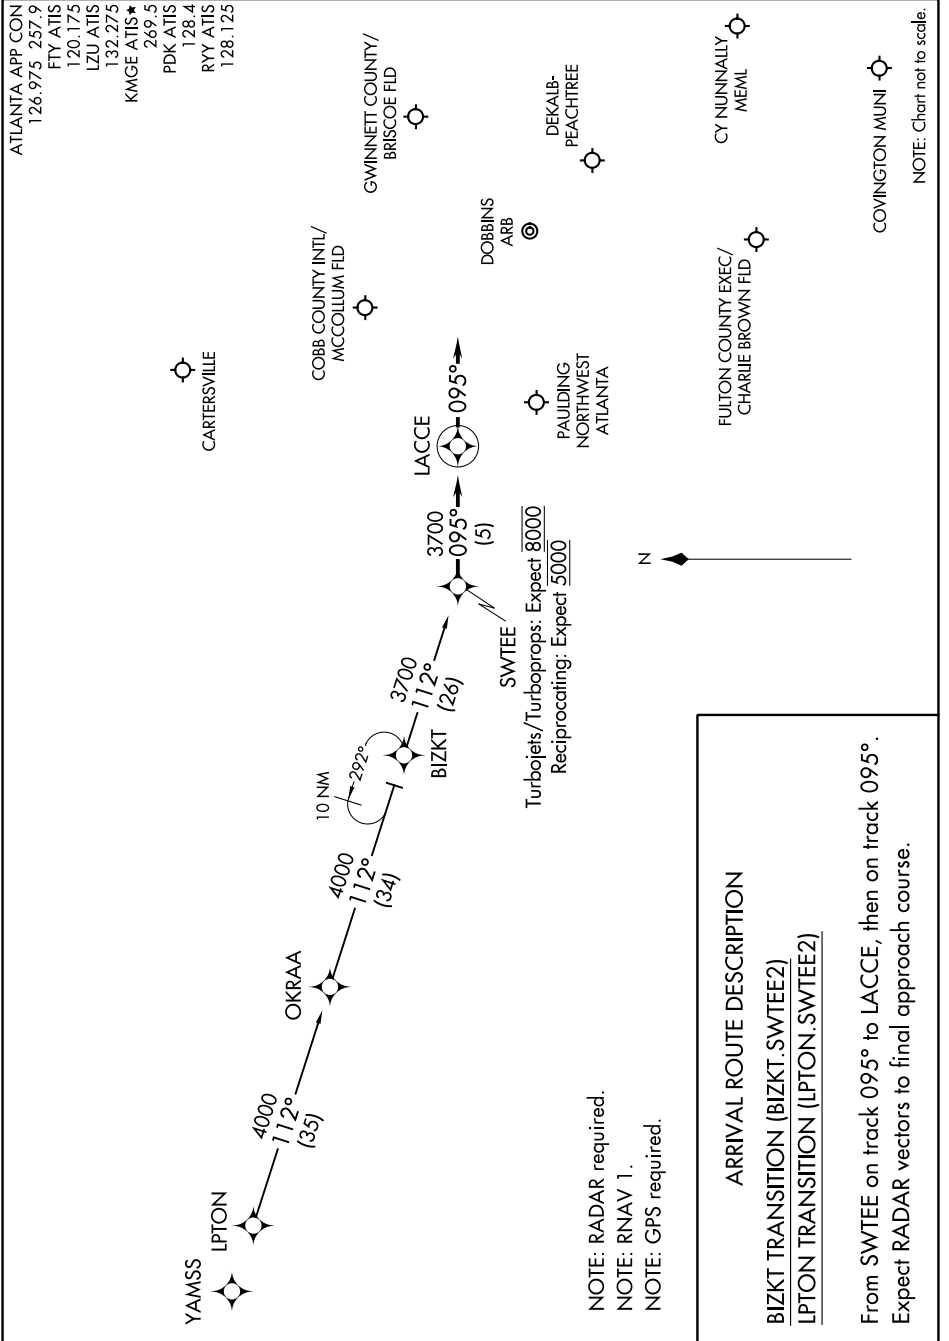 ATLANTA APP CON
126.975 257.9
FTY ATIS
120.175
LZU ATIS
132.275
KMGE ATIS★
269.5
PDK ATIS
128.4
RYY ATIS
128.125
CARTERSVILLE
COBB COUNTY INTL/
MCCOLLUM FLD
GWINNETT COUNTY/
BRISCOE FLD
YAMSS
LPTON
4000
112°
(35)
OKRAA
4000
112°
(34)
10 NM
292°
BIZKT
3700
112°
(26)
SWTEE
Turbojets/Turboprops: Expect 8000
Reciprocating: Expect 5000
3700
095°
(5)
LACCE
095°
DOBBINS
ARB
DEKALB-
PEACHTREE
PAULDING
NORTHWEST
ATLANTA
FULTON COUNTY EXEC/
CHARLIE BROWN FLD
CY NUNNALLY
MEML
COVINGTON MUNI
N
NOTE: RADAR required.
NOTE: RNAV 1.
NOTE: GPS required.
ARRIVAL ROUTE DESCRIPTION
BIZKT TRANSITION (BIZKT.SWTEE2)
LPTON TRANSITION (LPTON.SWTEE2)
From SWTEE on track 095° to LACCE, then on track 095°.
Expect RADAR vectors to final approach course.
NOTE: Chart not to scale.